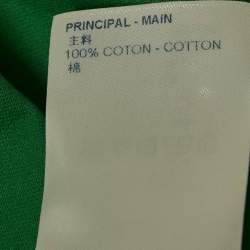 PRINCIPAL - MAIN
主料
100% COTON - COTTON
棉